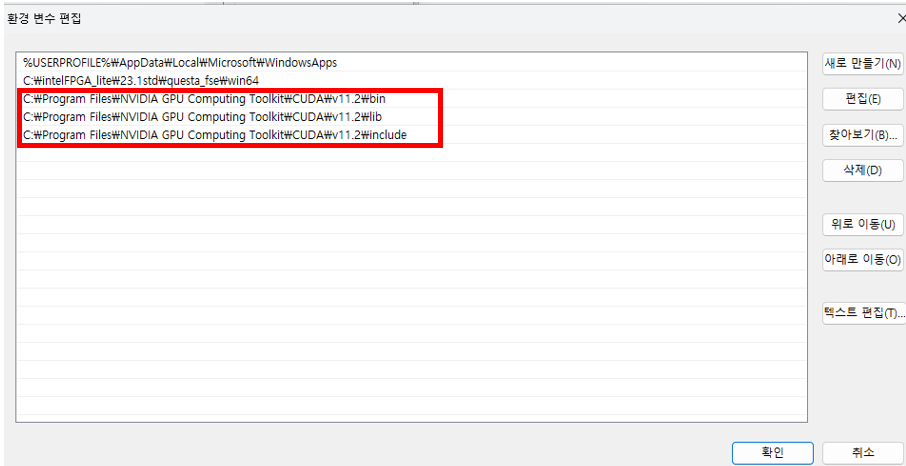 환경 변수 편집
%USERPROFILE%₩AppData₩Local₩Microsoft₩WindowsApps
C:₩intelFPGA_lite₩23.1std₩questa_fse₩win64
C:₩Program Files₩NVIDIA GPU Computing Toolkit₩CUDA₩v11.2₩bin
C:₩Program Files₩NVIDIA GPU Computing Toolkit₩CUDA₩v11.2₩lib
C:₩Program Files₩NVIDIA GPU Computing Toolkit₩CUDA₩v11.2₩include
새로 만들기(N)
편집(E)
찾아보기(B)...
삭제(D)
위로 이동(U)
아래로 이동(O)
텍스트 편집(T)...
확인
취소